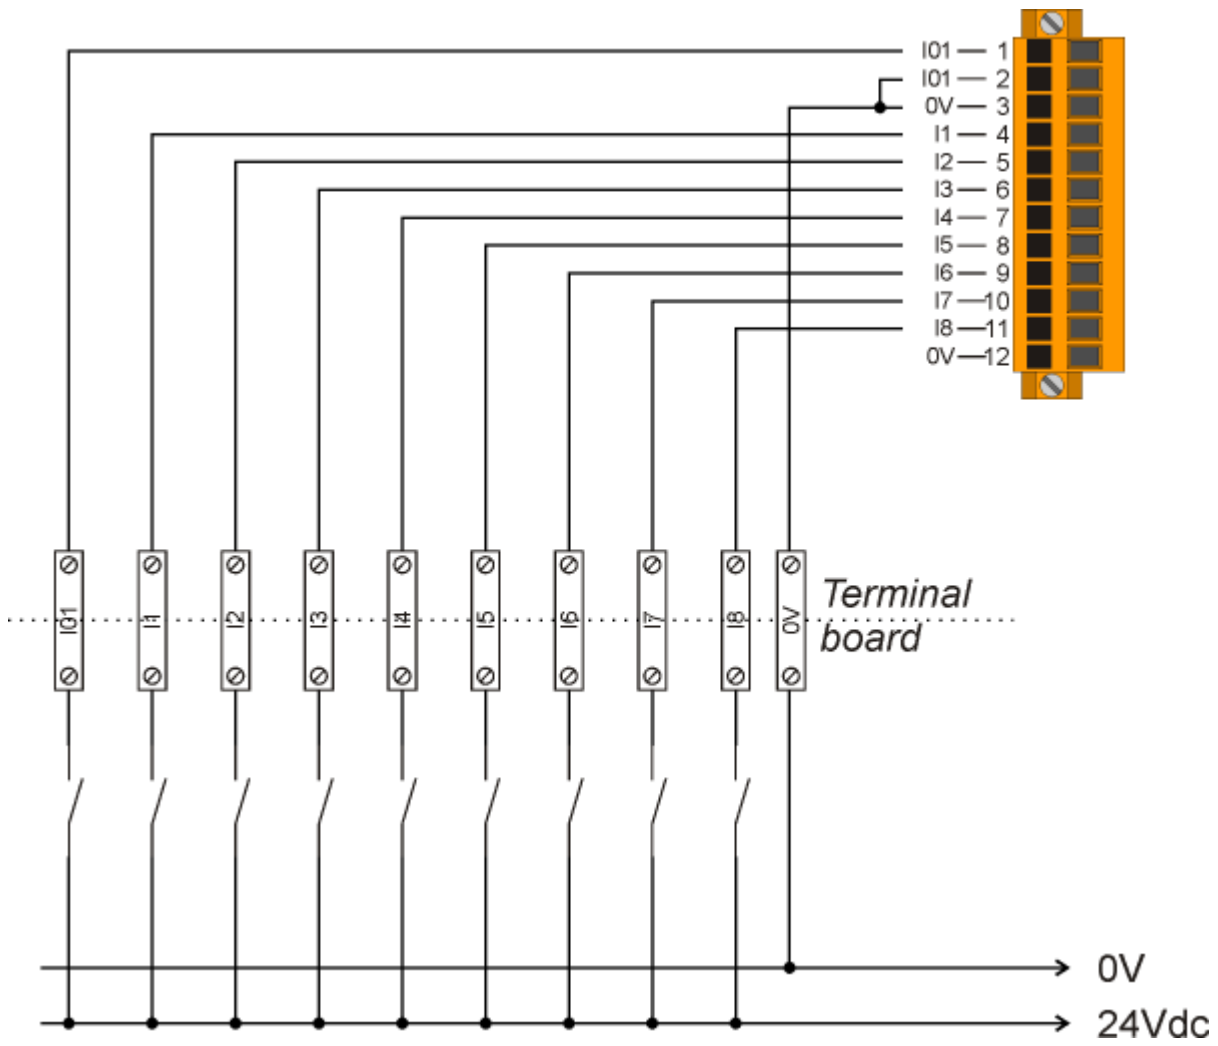 I01 — 1
I01 — 2
0V — 3
I1 — 4
I2 — 5
I3 — 6
I4 — 7
I5 — 8
I6 — 9
I7 — 10
I8 — 11
0V — 12
I01 I1 I2 I3 I4 I5 I6 I7 I8 0V
Terminal
board
0V
24Vdc